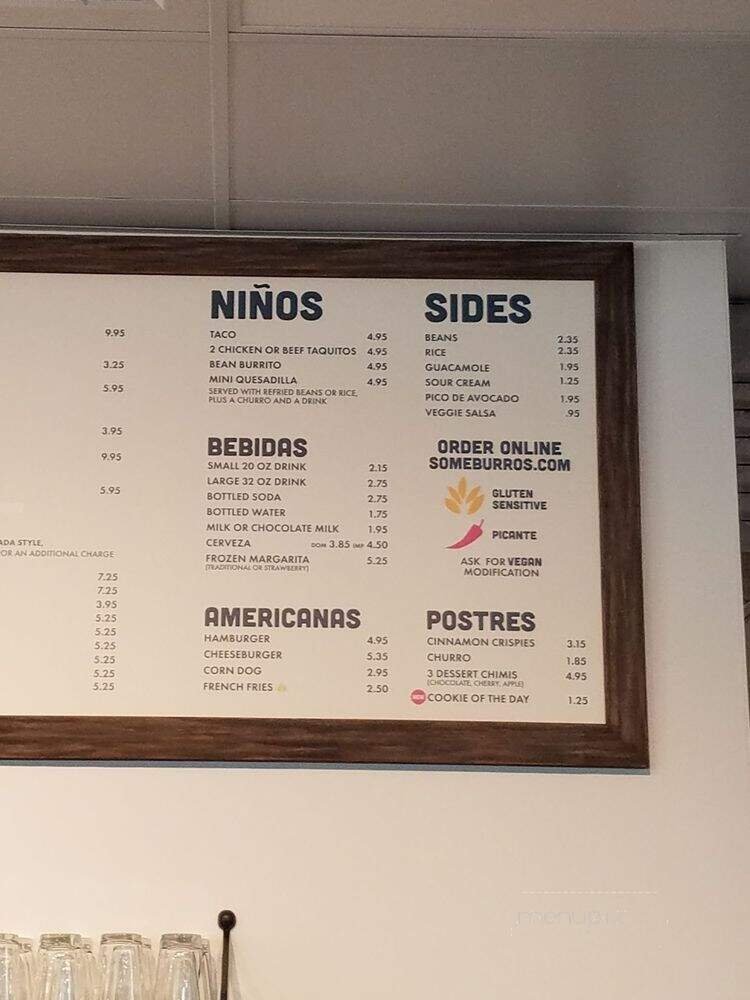 9.95
3.25
5.95
3.95
9.95
5.95
ADA STYLE,
OR AN ADDITIONAL CHARGE
7.25
7.25
3.95
5.25
5.25
5.25
5.25
5.25
5.25
NIÑOS
TACO 4.95
2 CHICKEN OR BEEF TAQUITOS 4.95
BEAN BURRITO 4.95
MINI QUESADILLA 4.95
SERVED WITH REFRIED BEANS OR RICE,
PLUS A CHURRO AND A DRINK
BEBIDAS
SMALL 20 OZ DRINK 2.15
LARGE 32 OZ DRINK 2.75
BOTTLED SODA 2.75
BOTTLED WATER 1.75
MILK OR CHOCOLATE MILK 1.95
CERVEZA DOM 3.85 IMP 4.50
FROZEN MARGARITA 5.25
(TRADITIONAL OR STRAWBERRY)
AMERICANAS
HAMBURGER 4.95
CHEESEBURGER 5.35
CORN DOG 2.95
FRENCH FRIES 2.50
SIDES
BEANS 2.35
RICE 2.35
GUACAMOLE 1.95
SOUR CREAM 1.25
PICO DE AVOCADO 1.95
VEGGIE SALSA .95
ORDER ONLINE
SOMEBURROS.COM
GLUTEN
SENSITIVE
PICANTE
ASK FOR VEGAN
MODIFICATION
POSTRES
CINNAMON CRISPIES 3.15
CHURRO 1.85
3 DESSERT CHIMIS 4.95
(CHOCOLATE, CHERRY, APPLE)
NEW COOKIE OF THE DAY 1.25